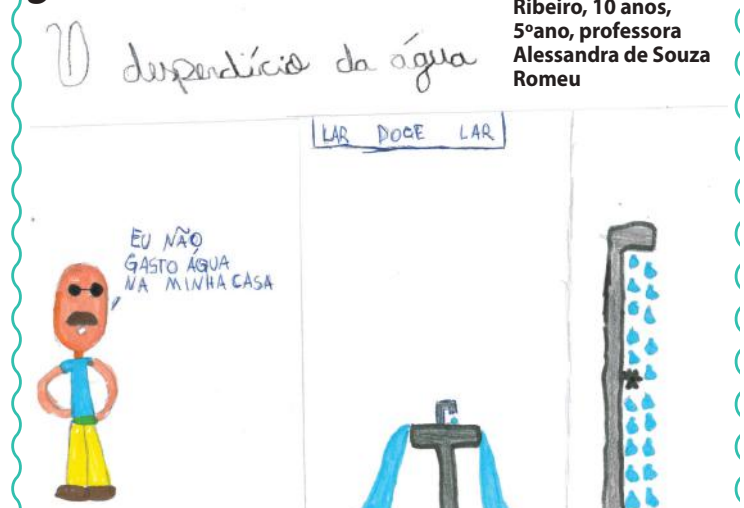 Ribeiro, 10 anos,
5ºano, professora
Alessandra de Souza
Romeu
O desperdício da água
LAR DOCE LAR
EU NÃO
GASTO ÁGUA
NA MINHA CASA